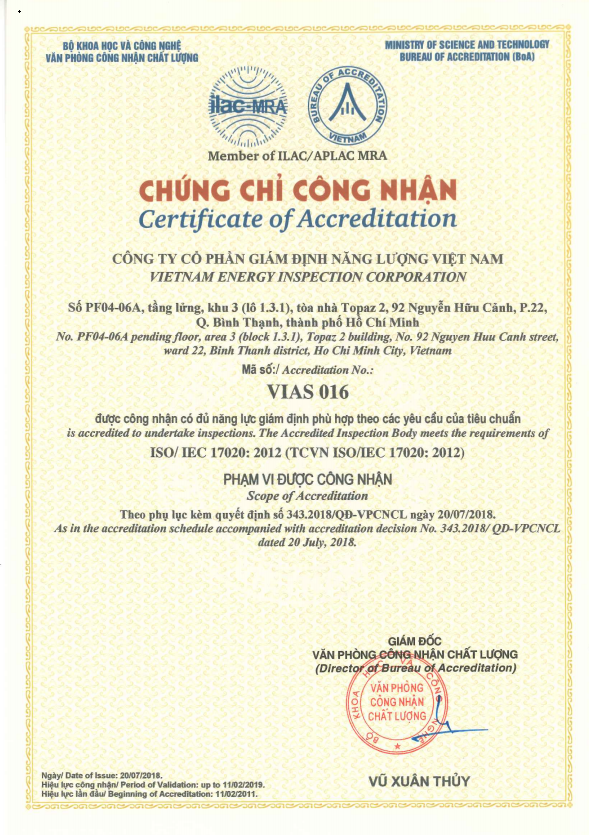 BỘ KHOA HỌC VÀ CÔNG NGHỆ
VĂN PHÒNG CÔNG NHẬN CHẤT LƯỢNG
MINISTRY OF SCIENCE AND TECHNOLOGY
BUREAU OF ACCREDITATION (BoA)
ilac-MRA
BUREAU OF ACCREDITATION
VIETNAM
Member of ILAC/APLAC MRA
CHỨNG CHỈ CÔNG NHẬN
Certificate of Accreditation
CÔNG TY CỔ PHẦN GIÁM ĐỊNH NĂNG LƯỢNG VIỆT NAM
VIETNAM ENERGY INSPECTION CORPORATION
Số PF04-06A, tầng lửng, khu 3 (lô 1.3.1), tòa nhà Topaz 2, 92 Nguyễn Hữu Cảnh, P.22,
Q. Bình Thạnh, thành phố Hồ Chí Minh
No. PF04-06A pending floor, area 3 (block 1.3.1), Topaz 2 building, No. 92 Nguyen Huu Canh street,
ward 22, Binh Thanh district, Ho Chi Minh City, Vietnam
Mã số:/ Accreditation No.:
VIAS 016
được công nhận có đủ năng lực giám định phù hợp theo các yêu cầu của tiêu chuẩn
is accredited to undertake inspections. The Accredited Inspection Body meets the requirements of
ISO/ IEC 17020: 2012 (TCVN ISO/IEC 17020: 2012)
PHẠM VI ĐƯỢC CÔNG NHẬN
Scope of Accreditation
Theo phụ lục kèm quyết định số 343.2018/QĐ-VPCNCL ngày 20/07/2018.
As in the accreditation schedule accompanied with accreditation decision No. 343.2018/ QĐ-VPCNCL
dated 20 July, 2018.
GIÁM ĐỐC
VĂN PHÒNG CÔNG NHẬN CHẤT LƯỢNG
(Director of Bureau of Accreditation)
BỘ KHOA HỌC VÀ CÔNG NGHỆ
VĂN PHÒNG
CÔNG NHẬN
CHẤT LƯỢNG
VŨ XUÂN THỦY
Ngày/ Date of Issue: 20/07/2018.
Hiệu lực công nhận/ Period of Validation: up to 11/02/2019.
Hiệu lực lần đầu/ Beginning of Accreditation: 11/02/2011.